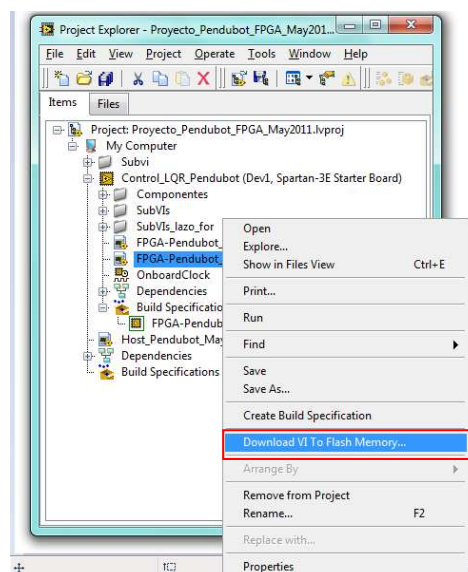 Project Explorer - Proyecto_Pendubot_FPGA_May201...
File Edit View Project Operate Tools Window Help
Items Files
Project: Proyecto_Pendubot_FPGA_May2011.lvproj
My Computer
Subvi
Control_LQR_Pendubot (Dev1, Spartan-3E Starter Board)
Componentes
SubVIs
SubVIs_lazo_for
FPGA-Pendubot_
FPGA-Pendubot_
OnboardClock
Dependencies
Build Specificatio
FPGA-Pendub
Host_Pendubot_May
Dependencies
Build Specifications
Open
Explore...
Show in Files View Ctrl+E
Print...
Run
Find
Save
Save As...
Create Build Specification
Download VI To Flash Memory...
Arrange By
Remove from Project
Rename... F2
Replace with...
Properties